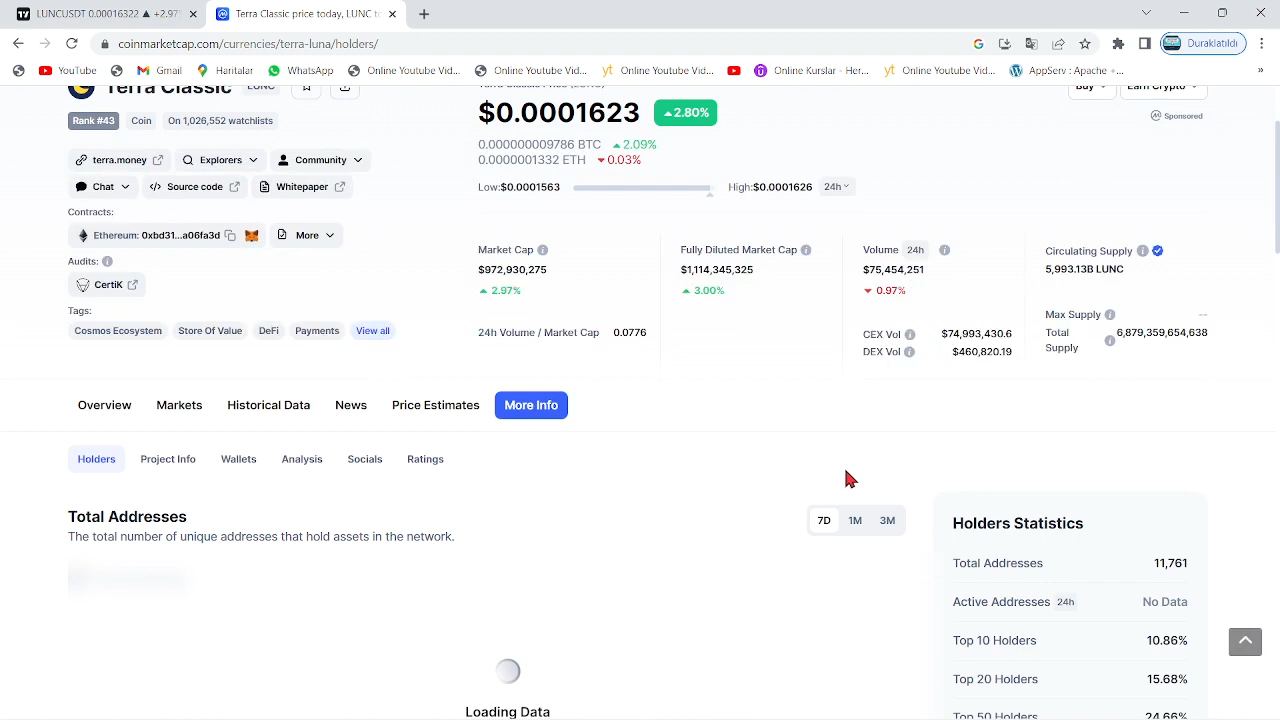 LUNCUSDT 0.00016322 ▲ +2.97
Terra Classic price today, LUNC to
coinmarketcap.com/currencies/terra-luna/holders/
Duraklatıldı
YouTube
Gmail
Haritalar
WhatsApp
Online Youtube Vid...
Online Youtube Vid...
Online Youtube Vid...
Online Kurslar - Her...
Online Youtube Vid...
AppServ : Apache +...
»
Terra Classic LUNC
Terra Classic Price (LUNC)
Buy
Earn Crypto
$0.0001623 ▲2.80%
Rank #43
Coin
On 1,026,552 watchlists
Sponsored
0.000000009786 BTC ▲2.09%
0.0000001332 ETH ▼0.03%
terra.money
Explorers
Community
Chat
Source code
Whitepaper
Low:$0.0001563
High:$0.0001626
24h
Contracts:
Ethereum: 0xbd31...a06fa3d
More
Audits:
CertiK
Tags:
Cosmos Ecosystem
Store Of Value
DeFi
Payments
View all
Market Cap
$972,930,275
▲ 2.97%
24h Volume / Market Cap 0.0776
Fully Diluted Market Cap
$1,114,345,325
▲ 3.00%
Volume 24h
$75,454,251
▼ 0.97%
CEX Vol $74,993,430.6
DEX Vol $460,820.19
Circulating Supply
5,993.13B LUNC
Max Supply --
Total Supply 6,879,359,654,638
Overview
Markets
Historical Data
News
Price Estimates
More Info
Holders
Project Info
Wallets
Analysis
Socials
Ratings
Total Addresses
The total number of unique addresses that hold assets in the network.
7D
1M
3M
Loading Data
Holders Statistics
Total Addresses 11,761
Active Addresses 24h No Data
Top 10 Holders 10.86%
Top 20 Holders 15.68%
Top 50 Holders 24.66%